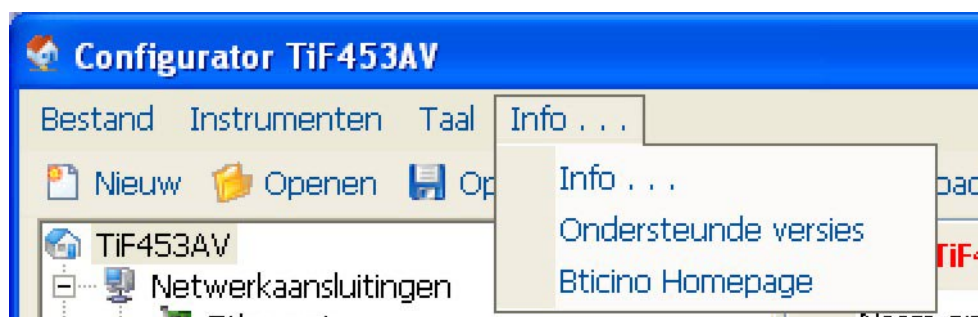 Configurator TiF453AV
Bestand Instrumenten Taal Info . . .
Nieuw Openen
Info . . .
Ondersteunde versies
Bticino Homepage
TiF453AV
Netwerkaansluitingen